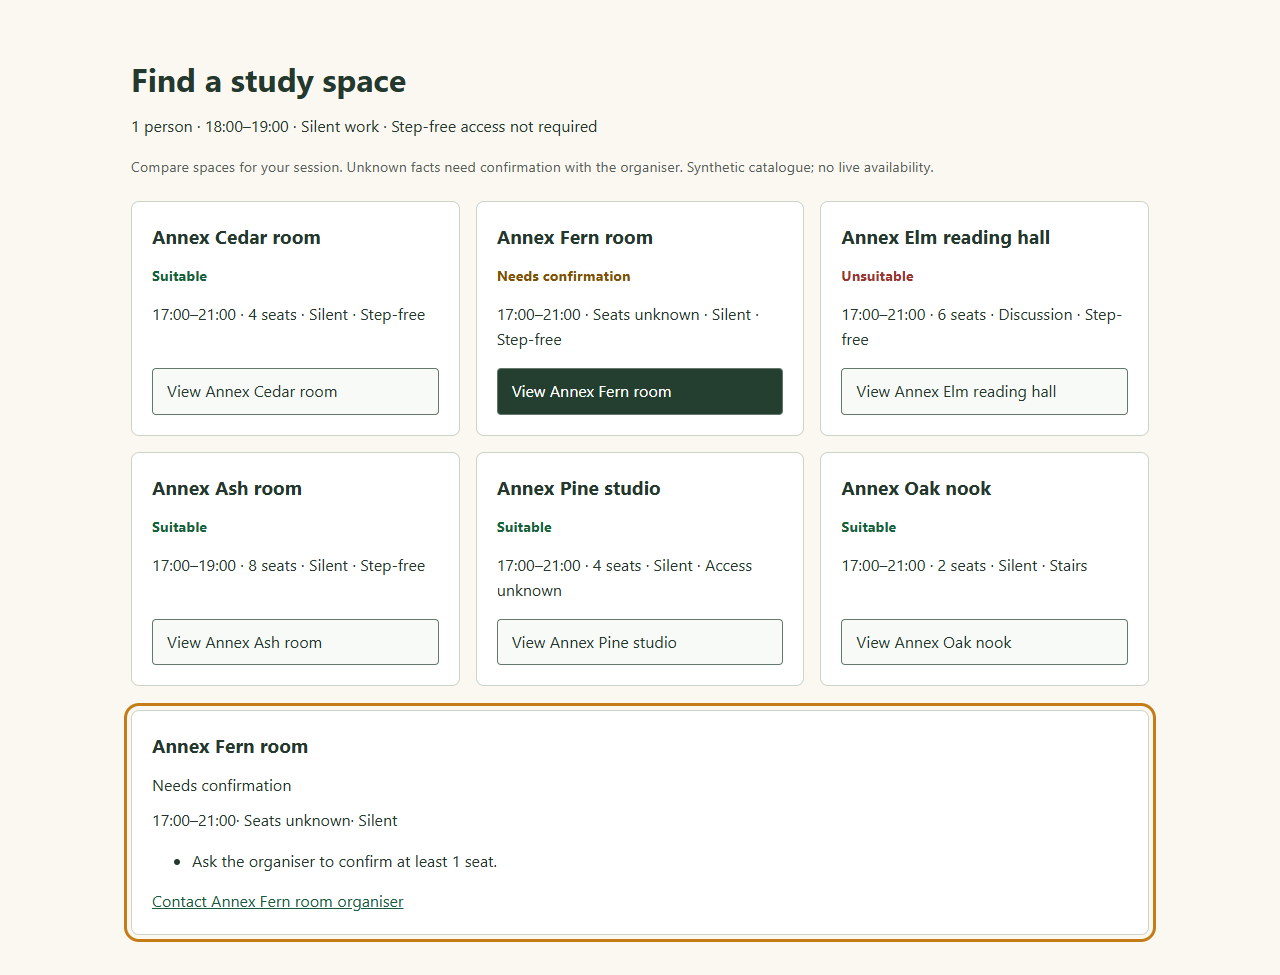 Find a study space
1 person · 18:00–19:00 · Silent work · Step-free access not required
Compare spaces for your session. Unknown facts need confirmation with the organiser. Synthetic catalogue; no live availability.
Annex Cedar room
Suitable
17:00–21:00 · 4 seats · Silent · Step-free
View Annex Cedar room
Annex Fern room
Needs confirmation
17:00–21:00 · Seats unknown · Silent ·
Step-free
View Annex Fern room
Annex Elm reading hall
Unsuitable
17:00–21:00 · 6 seats · Discussion · Step-
free
View Annex Elm reading hall
Annex Ash room
Suitable
17:00–19:00 · 8 seats · Silent · Step-free
View Annex Ash room
Annex Pine studio
Suitable
17:00–21:00 · 4 seats · Silent · Access
unknown
View Annex Pine studio
Annex Oak nook
Suitable
17:00–21:00 · 2 seats · Silent · Stairs
View Annex Oak nook
Annex Fern room
Needs confirmation
17:00–21:00· Seats unknown· Silent
• Ask the organiser to confirm at least 1 seat.
Contact Annex Fern room organiser